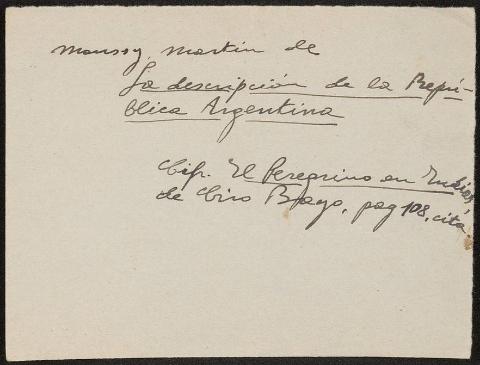 Moussy, Martin de
La descripción de la Repú-
blica Argentina
Cifr. El Peregrino en Indias,
de Ciro Bayo, pag 108, cita.